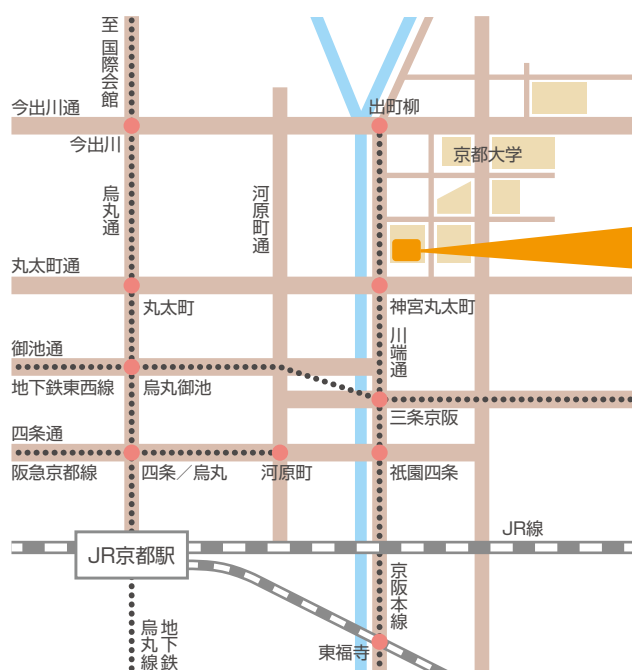 至 国際会館
今出川通
出町柳
今出川
京都大学
烏丸通
河原町通
丸太町通
丸太町
神宮丸太町
川端通
御池通
地下鉄東西線
烏丸御池
三条京阪
四条通
阪急京都線
四条／烏丸
河原町
祇園四条
JR線
JR京都駅
京阪本線
地下鉄
烏丸線
東福寺